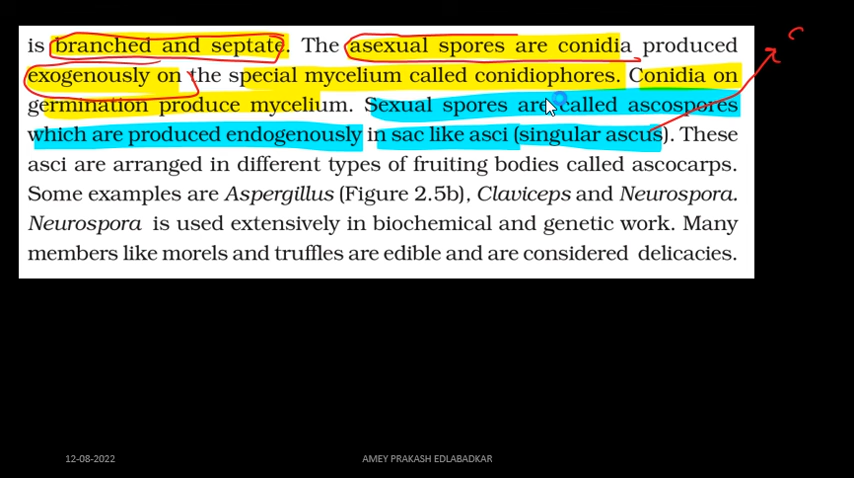 is branched and septate. The asexual spores are conidia produced
exogenously on the special mycelium called conidiophores. Conidia on
germination produce mycelium. Sexual spores are called ascospores
which are produced endogenously in sac like asci (singular ascus). These
asci are arranged in different types of fruiting bodies called ascocarps.
Some examples are Aspergillus (Figure 2.5b), Claviceps and Neurospora.
Neurospora is used extensively in biochemical and genetic work. Many
members like morels and truffles are edible and are considered delicacies.
12-08-2022
AMEY PRAKASH EDLABADKAR